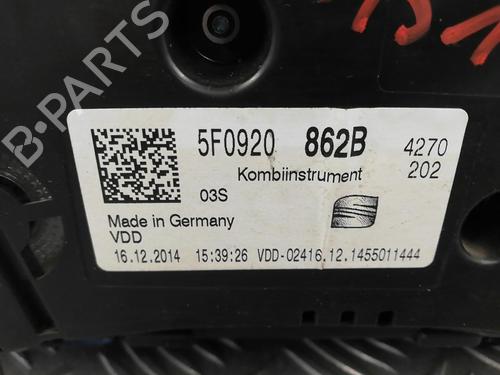 5F0920 862B 4270
Kombiinstrument 202
03S
Made in Germany
VDD
16.12.2014 15:39:26 VDD-02416.12.1455011444